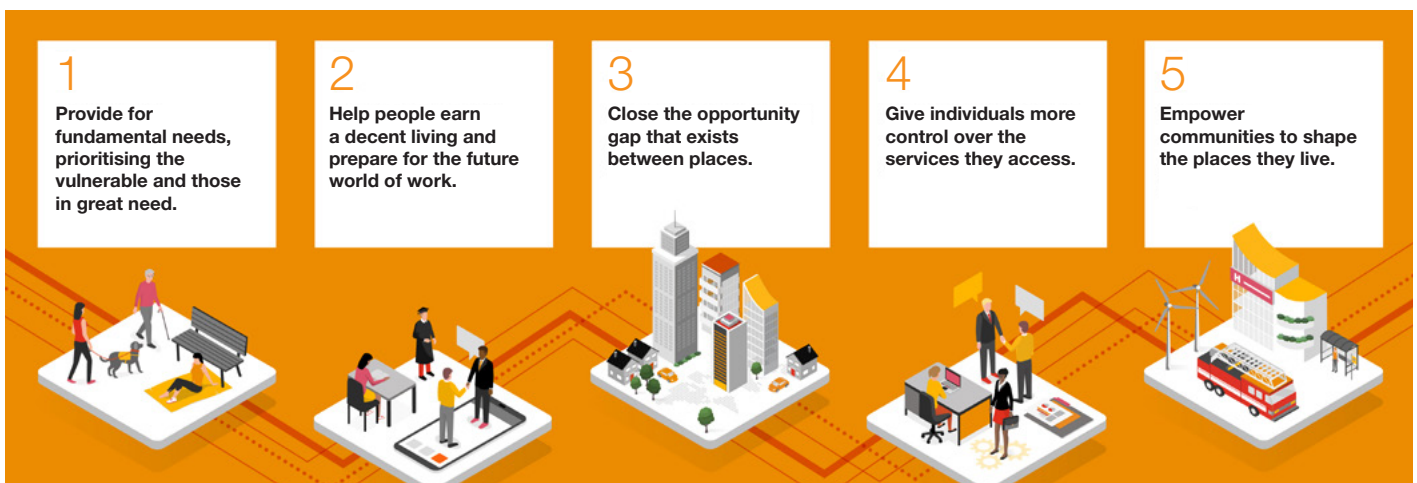 1
Provide for
fundamental needs,
prioritising the
vulnerable and those
in great need.
2
Help people earn
a decent living and
prepare for the future
world of work.
3
Close the opportunity
gap that exists
between places.
4
Give individuals more
control over the
services they access.
5
Empower
communities to shape
the places they live.
H